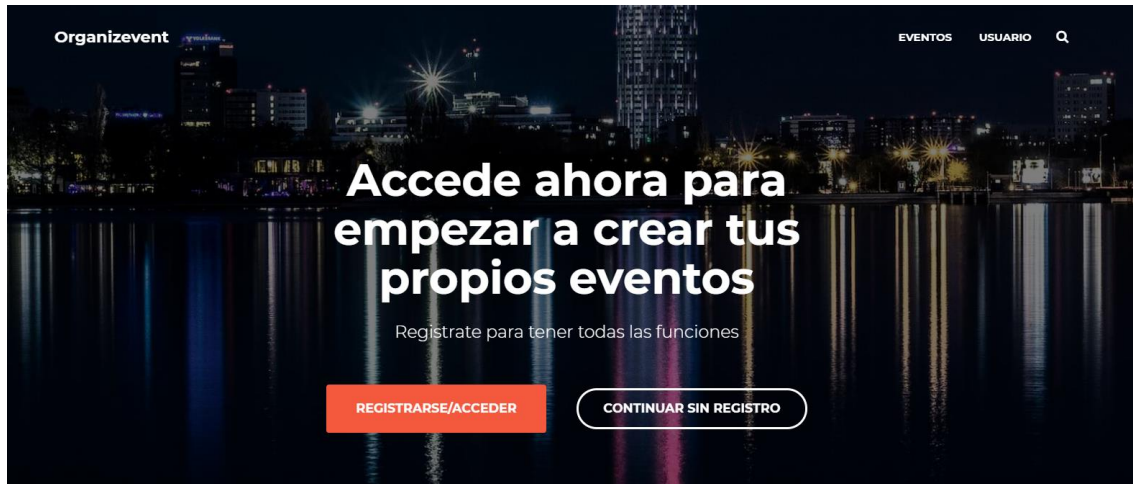 Organizevent
EVENTOS USUARIO
Accede ahora para
empezar a crear tus
propios eventos
Registrate para tener todas las funciones
REGISTRARSE/ACCEDER CONTINUAR SIN REGISTRO